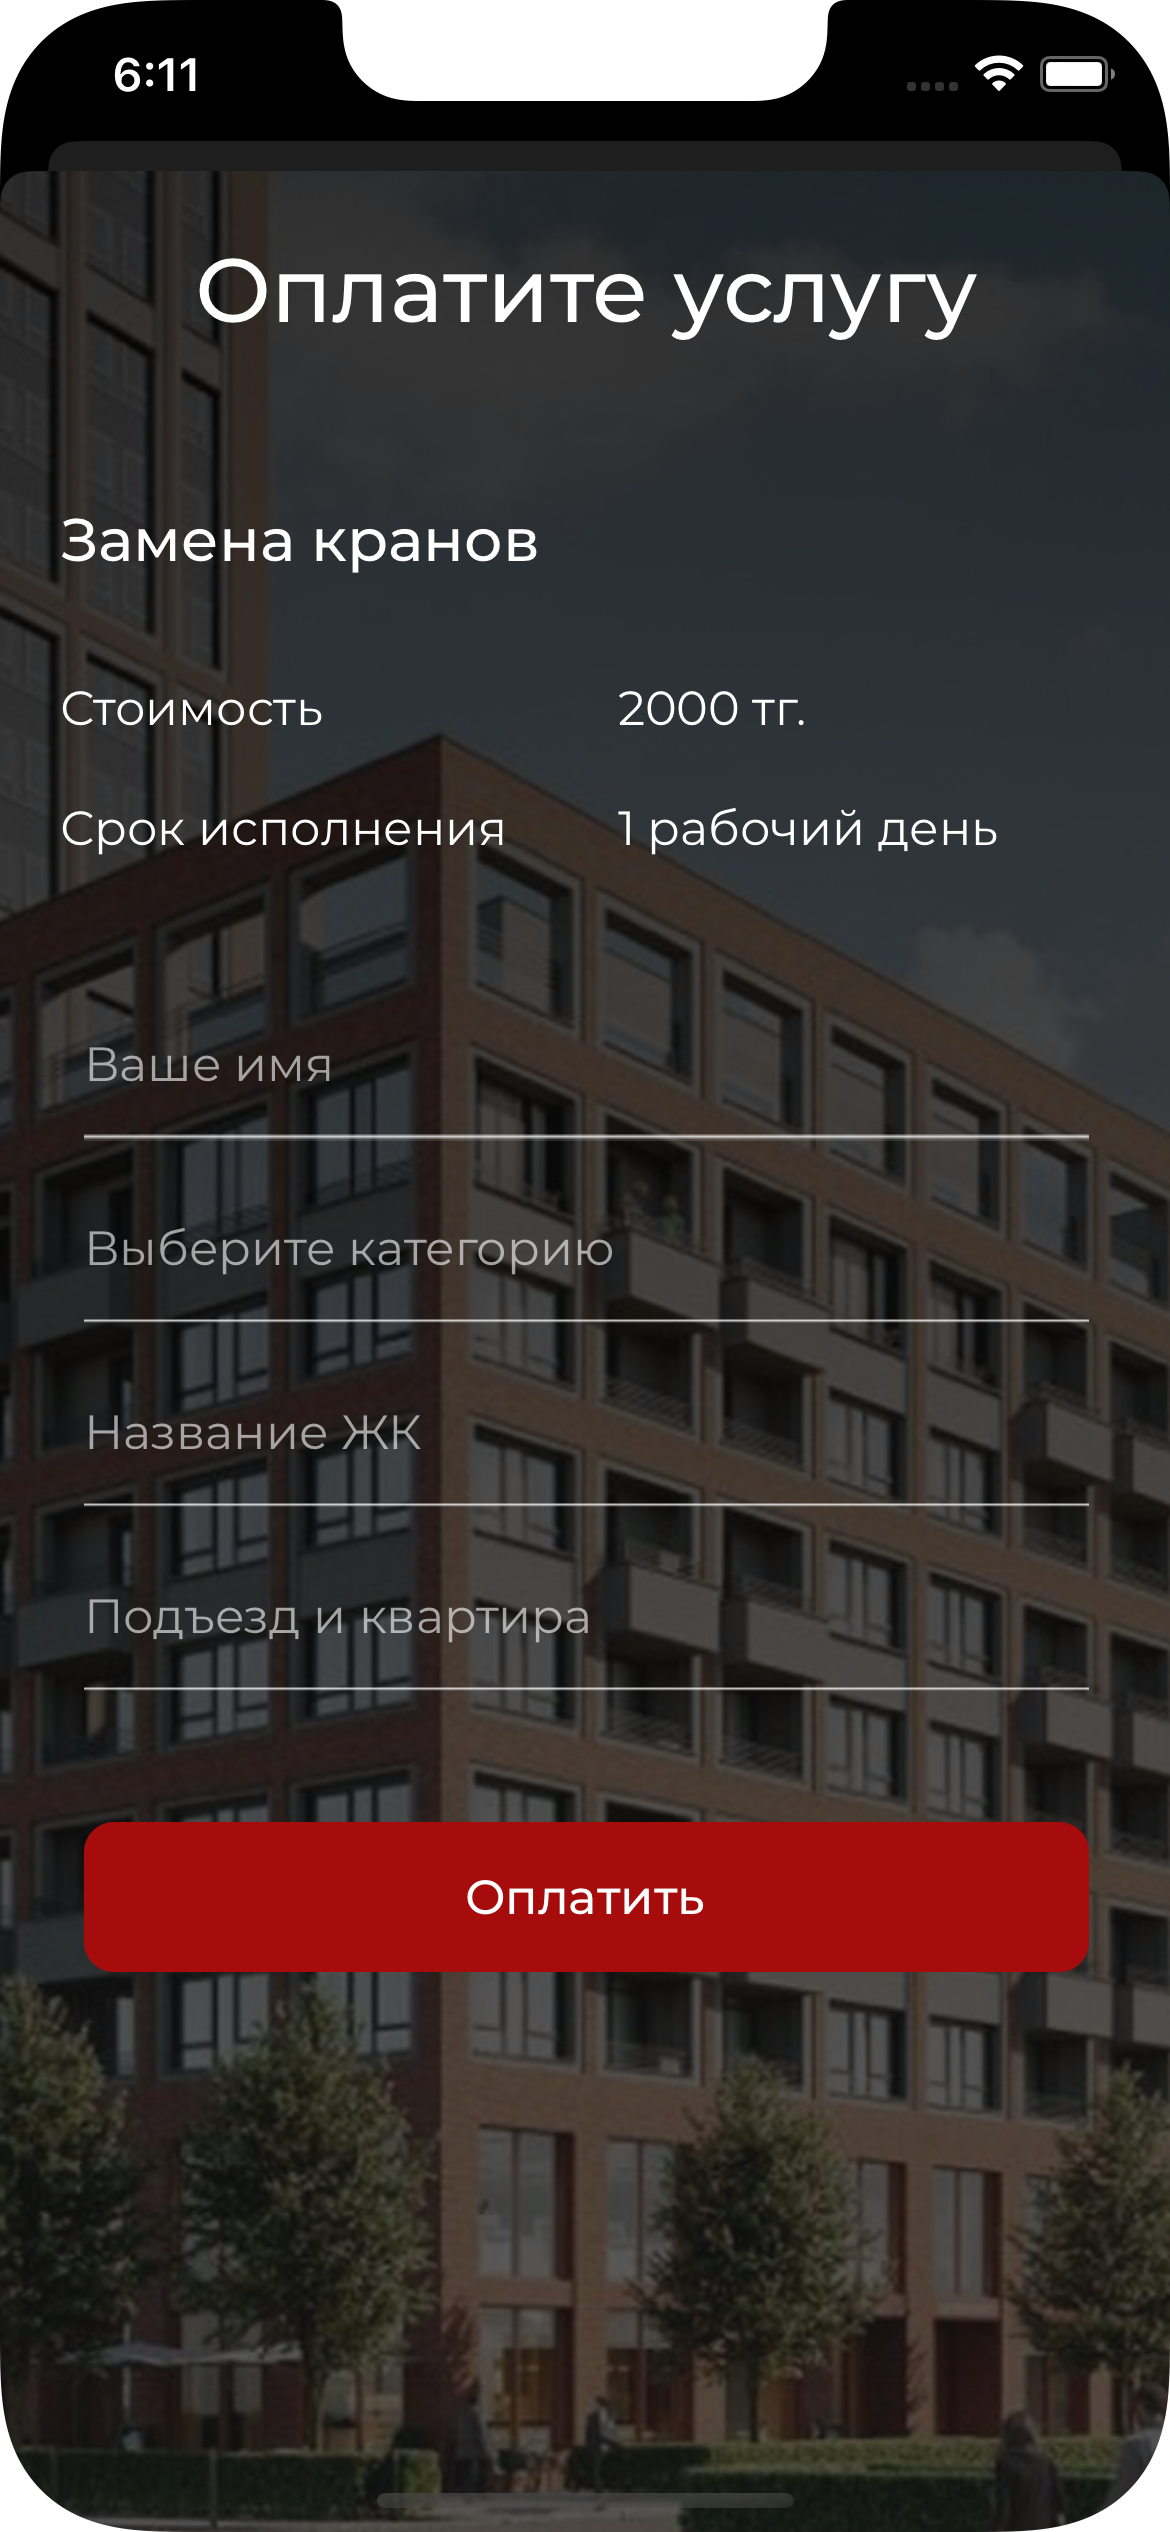 6:11
Оплатите услугу
Замена кранов
Стоимость 2000 тг.
Срок исполнения 1 рабочий день
Ваше имя
Выберите категорию
Название ЖК
Подъезд и квартира
Оплатить